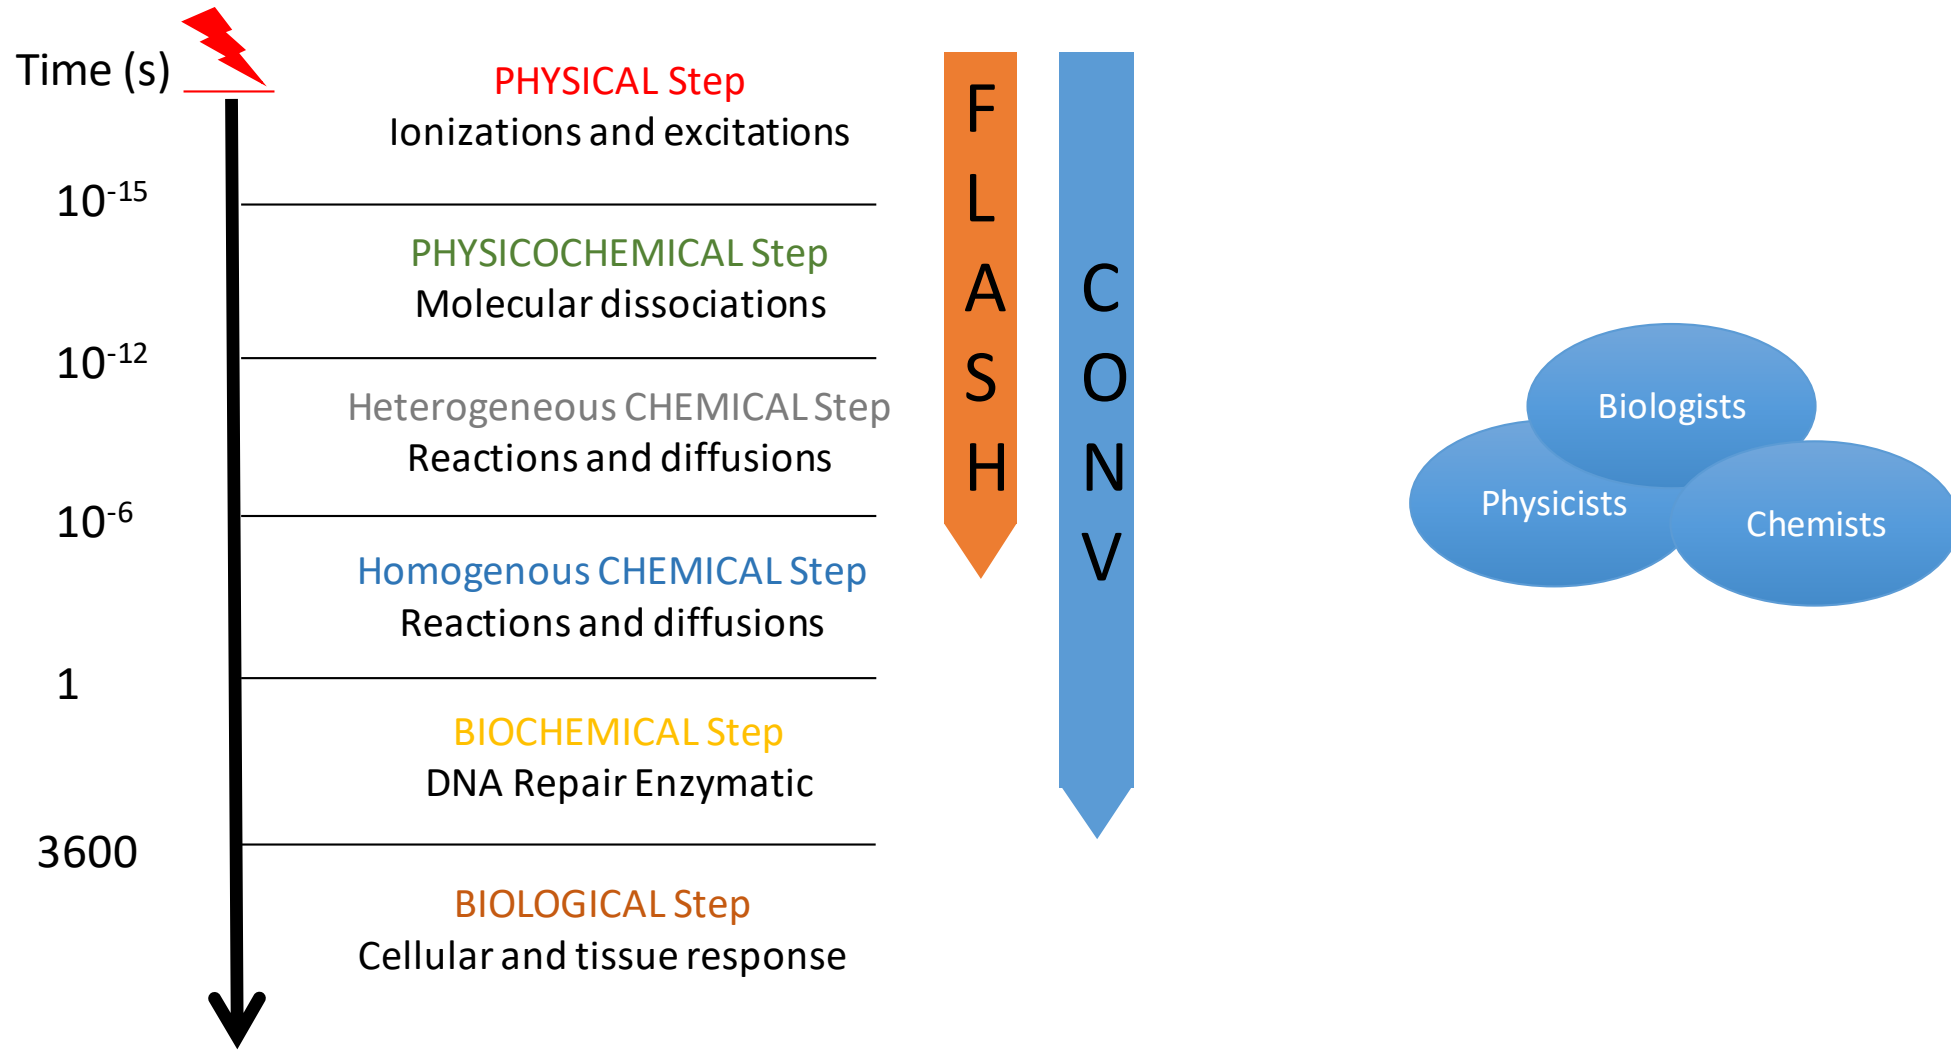 Time (s)
PHYSICAL Step
Ionizations and excitations
10⁻¹⁵
PHYSICOCHEMICAL Step
Molecular dissociations
10⁻¹²
Heterogeneous CHEMICAL Step
Reactions and diffusions
10⁻⁶
Homogenous CHEMICAL Step
Reactions and diffusions
1
BIOCHEMICAL Step
DNA Repair Enzymatic
3600
BIOLOGICAL Step
Cellular and tissue response
FLASH
CONV
Biologists
Physicists
Chemists